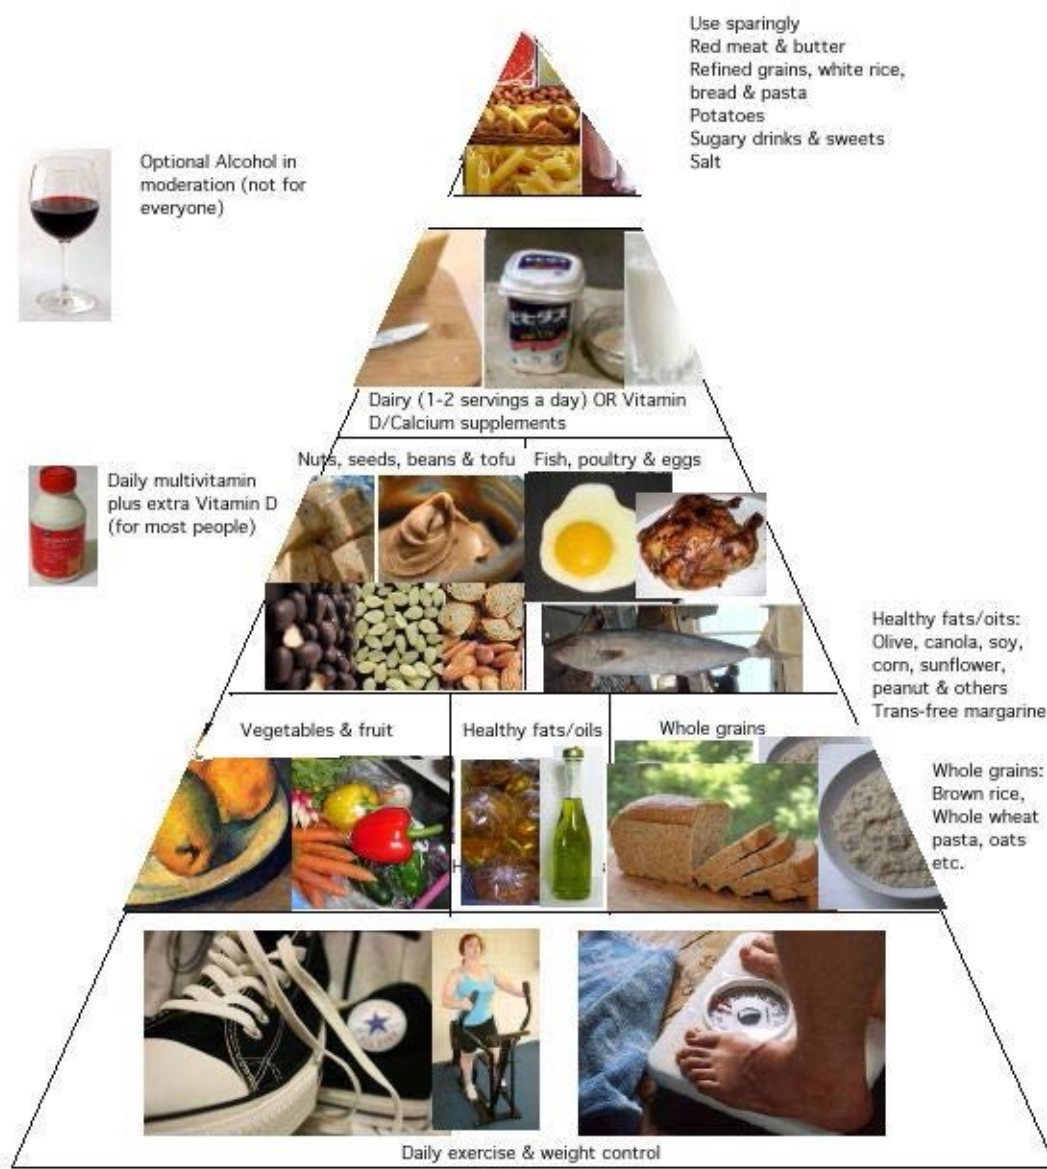 Use sparingly
Red meat & butter
Refined grains, white rice,
bread & pasta
Potatoes
Sugary drinks & sweets
Salt
Optional Alcohol in
moderation (not for
everyone)
Dairy (1-2 servings a day) OR Vitamin
D/Calcium supplements
Nuts, seeds, beans & tofu
Fish, poultry & eggs
Daily multivitamin
plus extra Vitamin D
(for most people)
Healthy fats/oits:
Olive, canola, soy,
corn, sunflower,
peanut & others
Trans-free margarine
Vegetables & fruit
Healthy fats/oils
Whole grains
Whole grains:
Brown rice,
Whole wheat
pasta, oats
etc.
Daily exercise & weight control